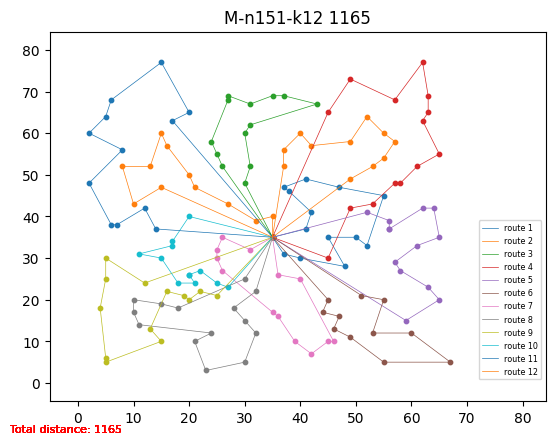 M-n151-k12 1165
80
70
60
50
40
30
20
10
0
route 1
route 2
route 3
route 4
route 5
route 6
route 7
route 8
route 9
route 10
route 11
route 12
0 10 20 30 40 50 60 70 80
Total distance: 1165